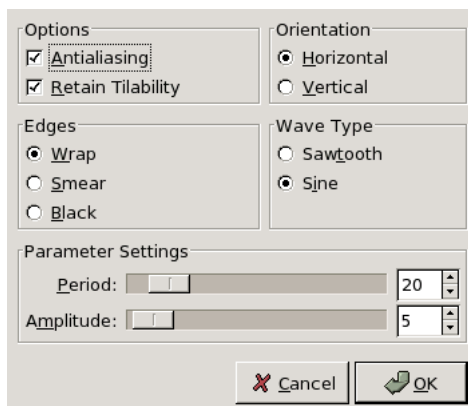 Options
Antialiasing
Retain Tilability
Orientation
Horizontal
Vertical
Edges
Wrap
Smear
Black
Wave Type
Sawtooth
Sine
Parameter Settings
Period: 20
Amplitude: 5
Cancel OK